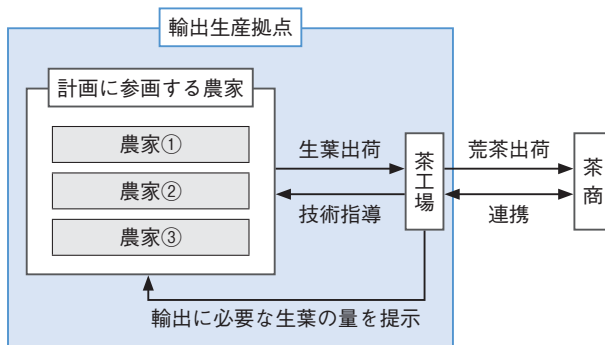 輸出生産拠点
計画に参画する農家
農家①
農家②
農家③
生葉出荷
技術指導
茶工場
荒茶出荷
連携
茶商
輸出に必要な生葉の量を提示